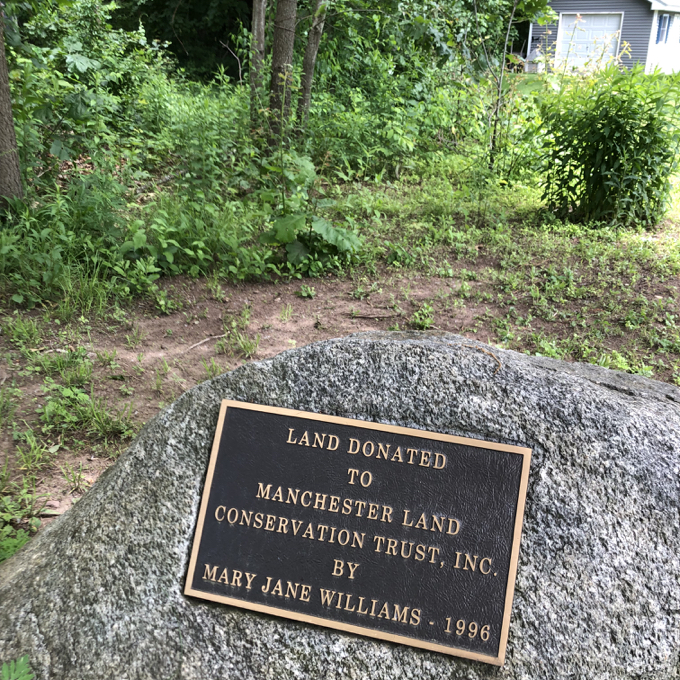 LAND DONATED
TO
MANCHESTER LAND
CONSERVATION TRUST, INC.
BY
MARY JANE WILLIAMS - 1996